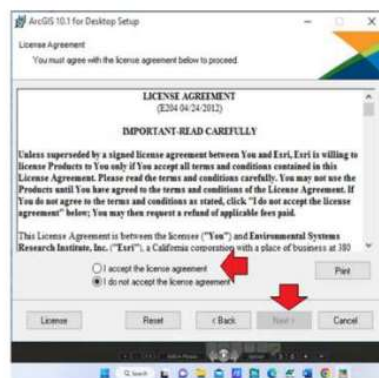 ArcGIS 10.1 for Desktop Setup
License Agreement
You must agree with the license agreement below to proceed.
LICENSE AGREEMENT
(E204 04/24/2012)
IMPORTANT-READ CAREFULLY
Unless superseded by a signed license agreement between You and Esri, Esri is willing to
license Products to You only if You accept all terms and conditions contained in this
License Agreement. Please read the terms and conditions carefully. You may not use the
Products until You have agreed to the terms and conditions of the License Agreement. If
You do not agree to the terms and conditions as stated, click "I do not accept the license
agreement" below; You may then request a refund of applicable fees paid.
This License Agreement is between the licensee ("You") and Environmental Systems
Research Institute, Inc. ("Esri"), a California corporation with a place of business at 380
I accept the license agreement
I do not accept the license agreement
Print
License
Reset
< Back
Next >
Cancel
Search